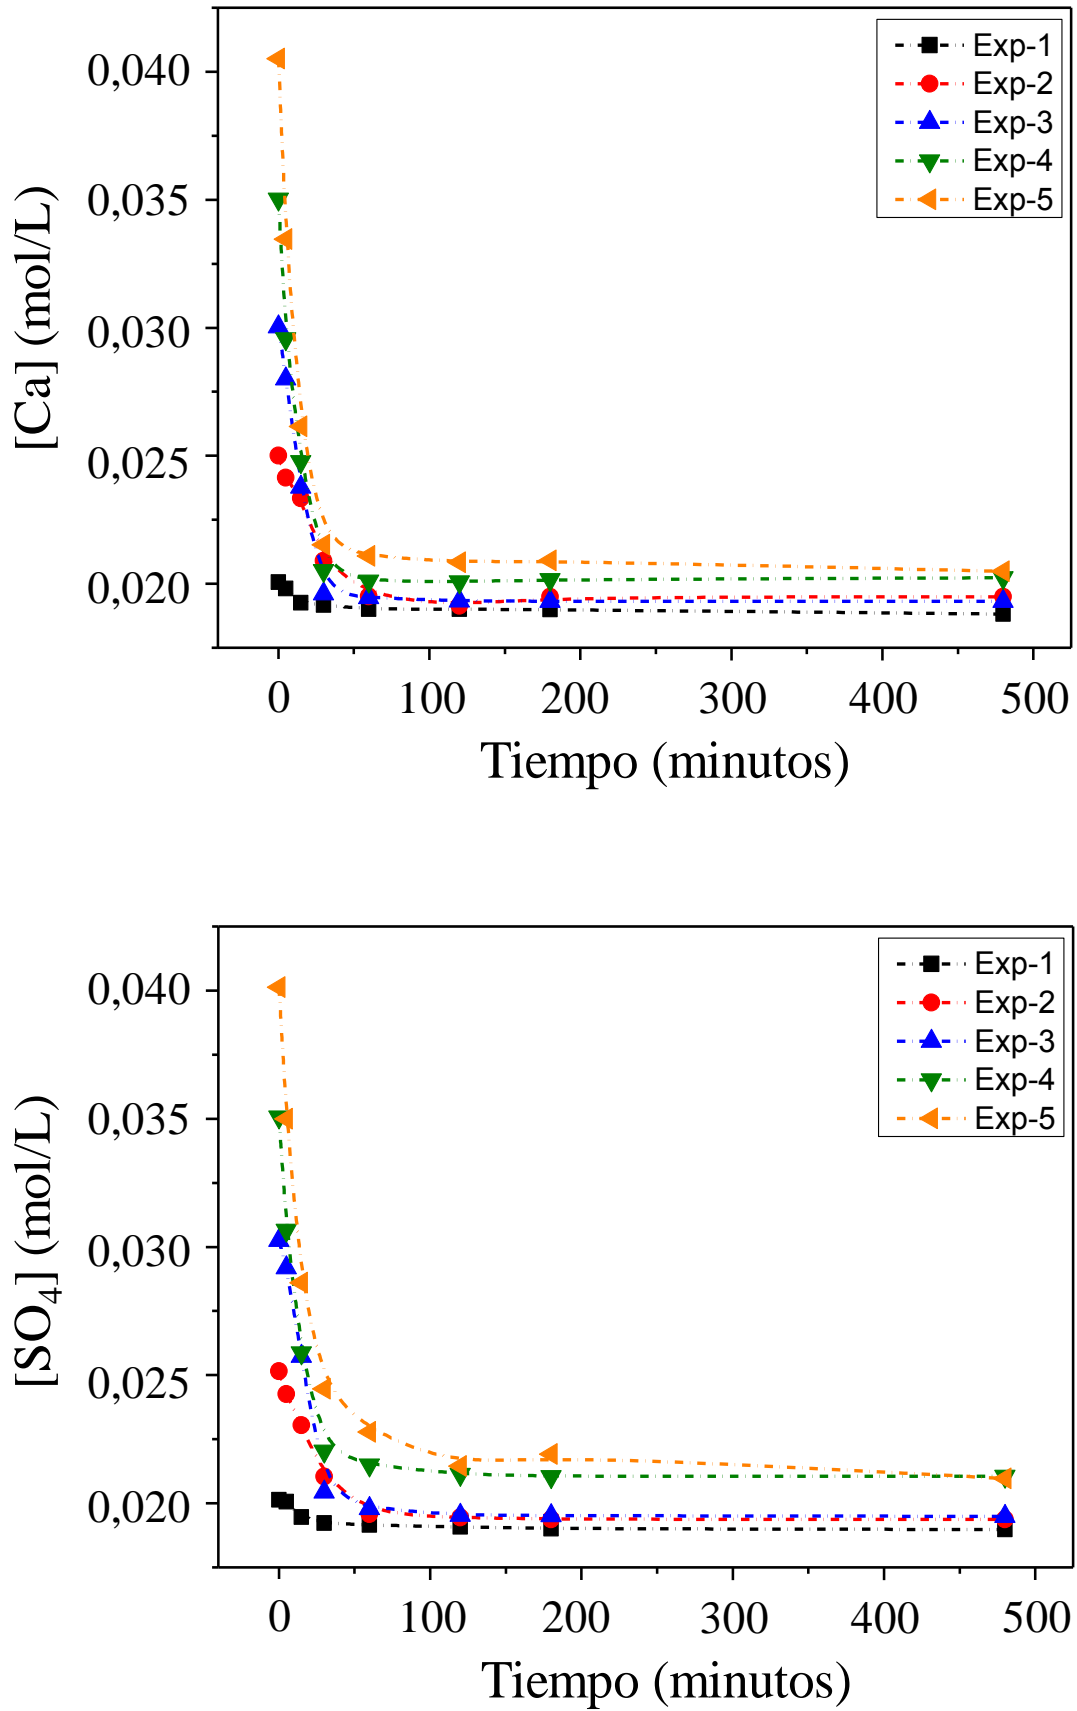 [Ca] (mol/L)
0,040
0,035
0,030
0,025
0,020
Exp-1
Exp-2
Exp-3
Exp-4
Exp-5
0 100 200 300 400 500
Tiempo (minutos)
[SO₄] (mol/L)
0,040
0,035
0,030
0,025
0,020
Exp-1
Exp-2
Exp-3
Exp-4
Exp-5
0 100 200 300 400 500
Tiempo (minutos)